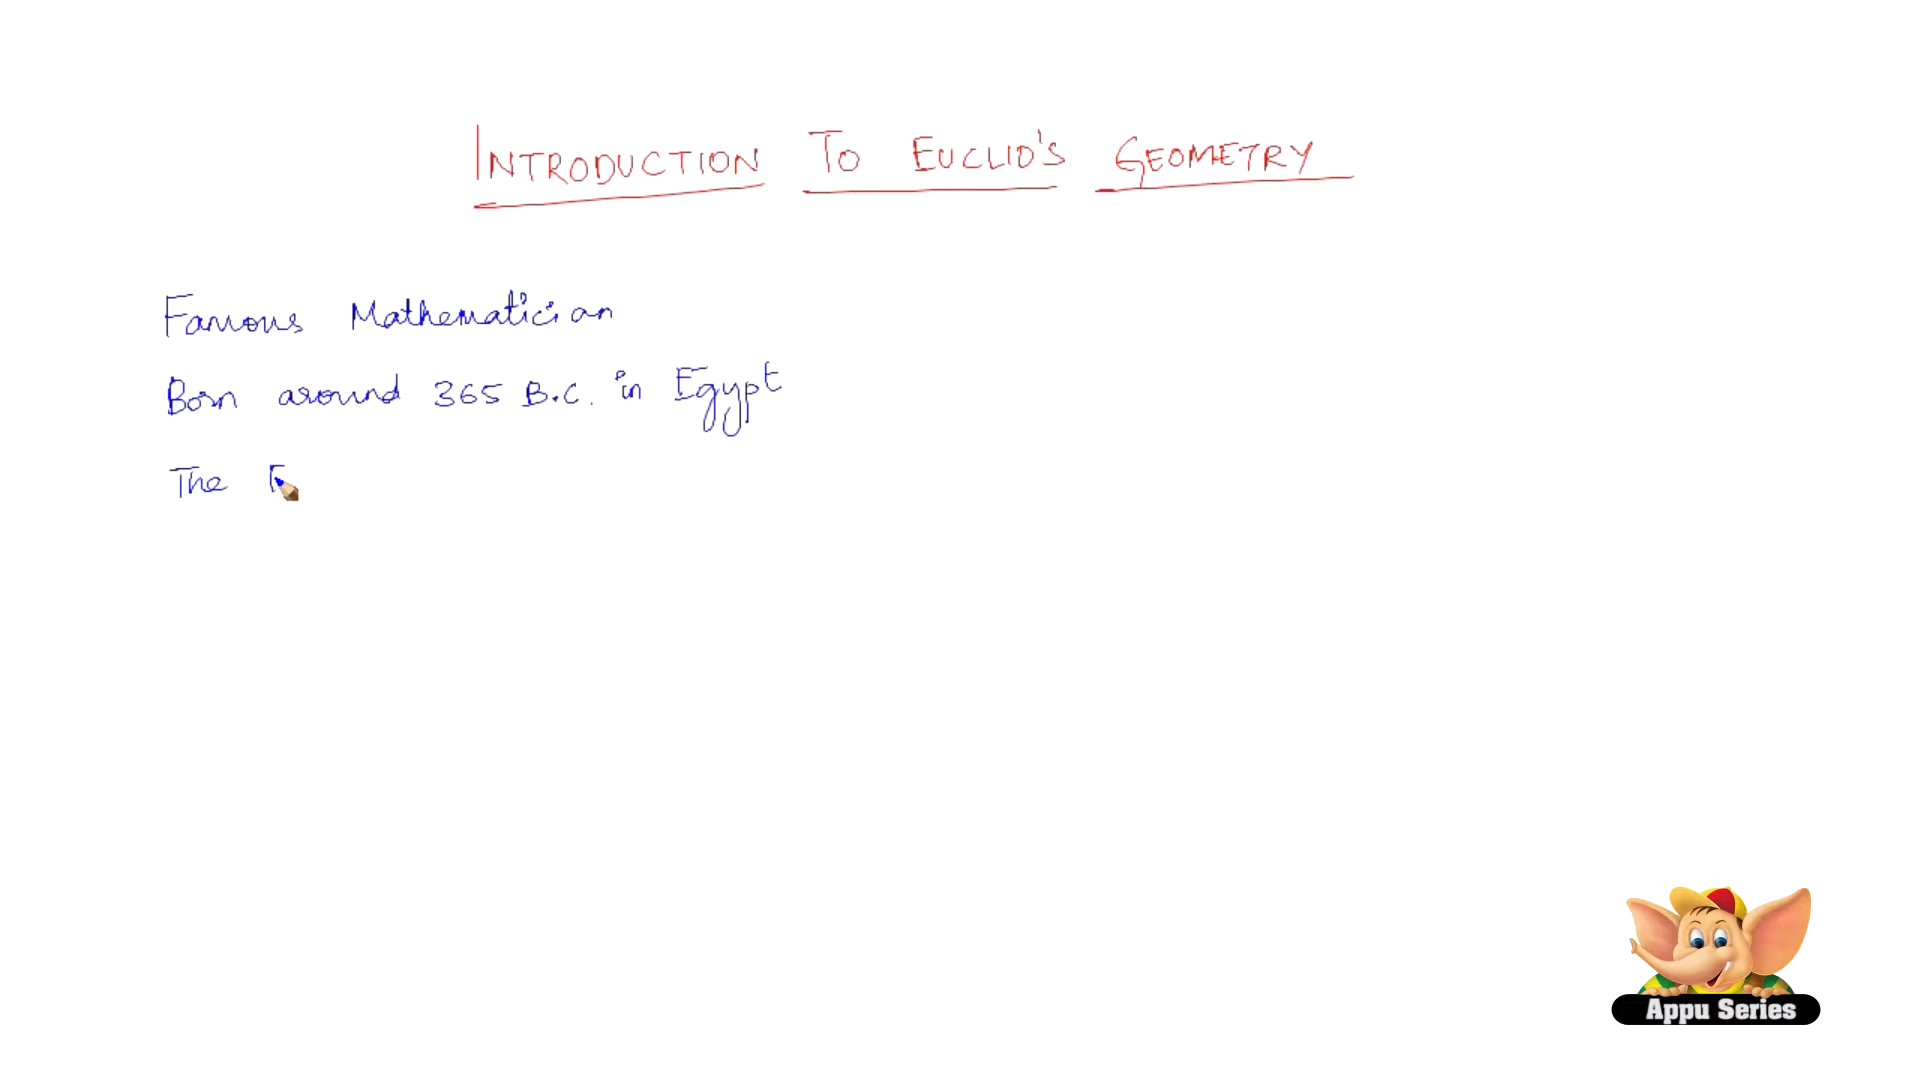 INTRODUCTION TO EUCLID'S GEOMETRY
Famous Mathematician
Born around 365 B.C. in Egypt
The
Appu Series